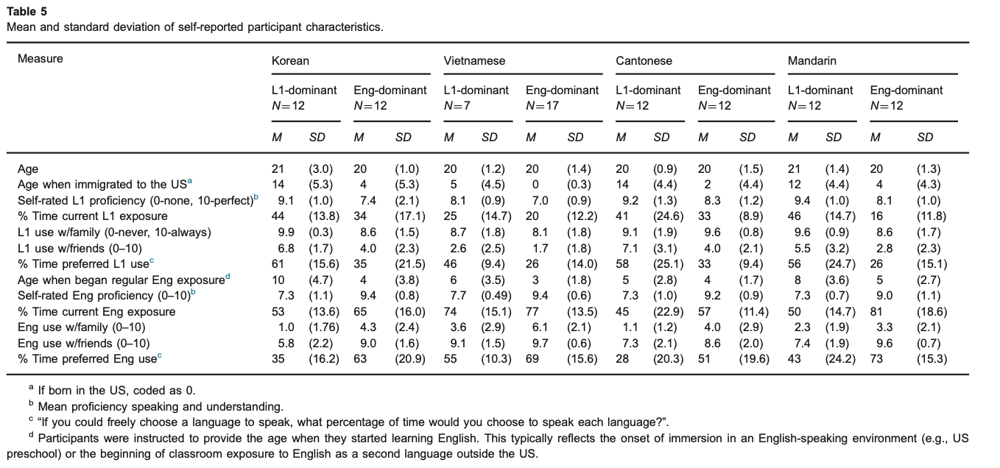 Table 5
Mean and standard deviation of self-reported participant characteristics.
Measure Korean Vietnamese Cantonese Mandarin
L1-dominant Eng-dominant L1-dominant Eng-dominant L1-dominant Eng-dominant L1-dominant Eng-dominant
N=12 N=12 N=7 N=17 N=12 N=12 N=12 N=12
M SD M SD M SD M SD M SD M SD M SD M SD
Age 21 (3.0) 20 (1.0) 20 (1.2) 20 (1.4) 20 (0.9) 20 (1.5) 21 (1.4) 20 (1.3)
Age when immigrated to the USa 14 (5.3) 4 (5.3) 5 (4.5) 0 (0.3) 14 (4.4) 2 (4.4) 12 (4.4) 4 (4.3)
Self-rated L1 proficiency (0-none, 10-perfect)b 9.1 (1.0) 7.4 (2.1) 8.1 (0.9) 7.0 (0.9) 9.2 (1.3) 8.3 (1.2) 9.4 (1.0) 8.1 (1.0)
% Time current L1 exposure 44 (13.8) 34 (17.1) 25 (14.7) 20 (12.2) 41 (24.6) 33 (8.9) 46 (14.7) 16 (11.8)
L1 use w/family (0-never, 10-always) 9.9 (0.3) 8.6 (1.5) 8.7 (1.8) 8.1 (1.8) 9.1 (1.9) 9.6 (0.8) 9.6 (0.9) 8.6 (1.7)
L1 use w/friends (0–10) 6.8 (1.7) 4.0 (2.3) 2.6 (2.5) 1.7 (1.8) 7.1 (3.1) 4.0 (2.1) 5.5 (3.2) 2.8 (2.3)
% Time preferred L1 usec 61 (15.6) 35 (21.5) 46 (9.4) 26 (14.0) 58 (25.1) 33 (9.4) 56 (24.7) 26 (15.1)
Age when began regular Eng exposured 10 (4.7) 4 (3.8) 6 (3.5) 3 (1.8) 5 (2.8) 4 (1.7) 8 (3.6) 5 (2.7)
Self-rated Eng proficiency (0–10)b 7.3 (1.1) 9.4 (0.8) 7.7 (0.49) 9.4 (0.6) 7.3 (1.0) 9.2 (0.9) 7.3 (0.7) 9.0 (1.1)
% Time current Eng exposure 53 (13.6) 65 (16.0) 74 (15.1) 77 (13.5) 45 (22.9) 57 (11.4) 50 (14.7) 81 (18.6)
Eng use w/family (0–10) 1.0 (1.76) 4.3 (2.4) 3.6 (2.9) 6.1 (2.1) 1.1 (1.2) 4.0 (2.9) 2.3 (1.9) 3.3 (2.1)
Eng use w/friends (0–10) 5.8 (2.2) 9.0 (1.6) 9.1 (1.5) 9.7 (0.6) 7.3 (2.1) 8.6 (2.0) 7.4 (1.9) 9.6 (0.7)
% Time preferred Eng usec 35 (16.2) 63 (20.9) 55 (10.3) 69 (15.6) 28 (20.3) 51 (19.6) 43 (24.2) 73 (15.3)
a If born in the US, coded as 0.
b Mean proficiency speaking and understanding.
c “If you could freely choose a language to speak, what percentage of time would you choose to speak each language?”.
d Participants were instructed to provide the age when they started learning English. This typically reflects the onset of immersion in an English-speaking environment (e.g., US
preschool) or the beginning of classroom exposure to English as a second language outside the US.